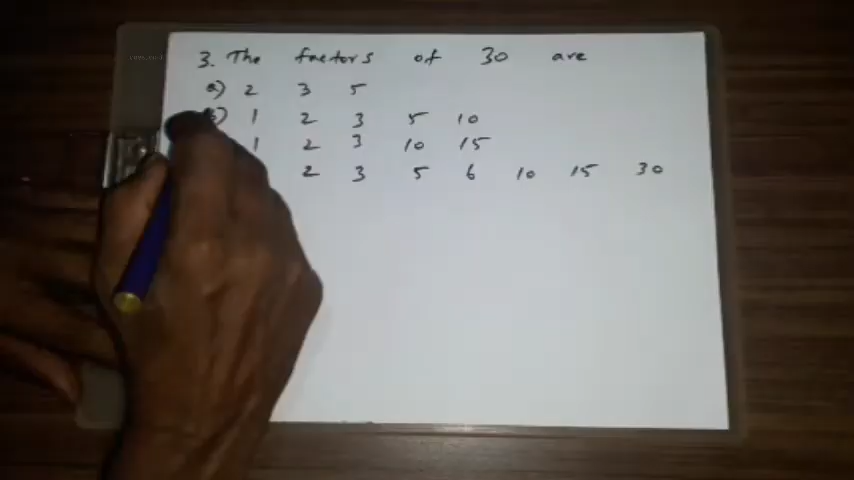 3. The factors of 30 are
a) 2 3 5
b) 1 2 3 5 10
1 2 3 10 15
2 3 5 6 10 15 30